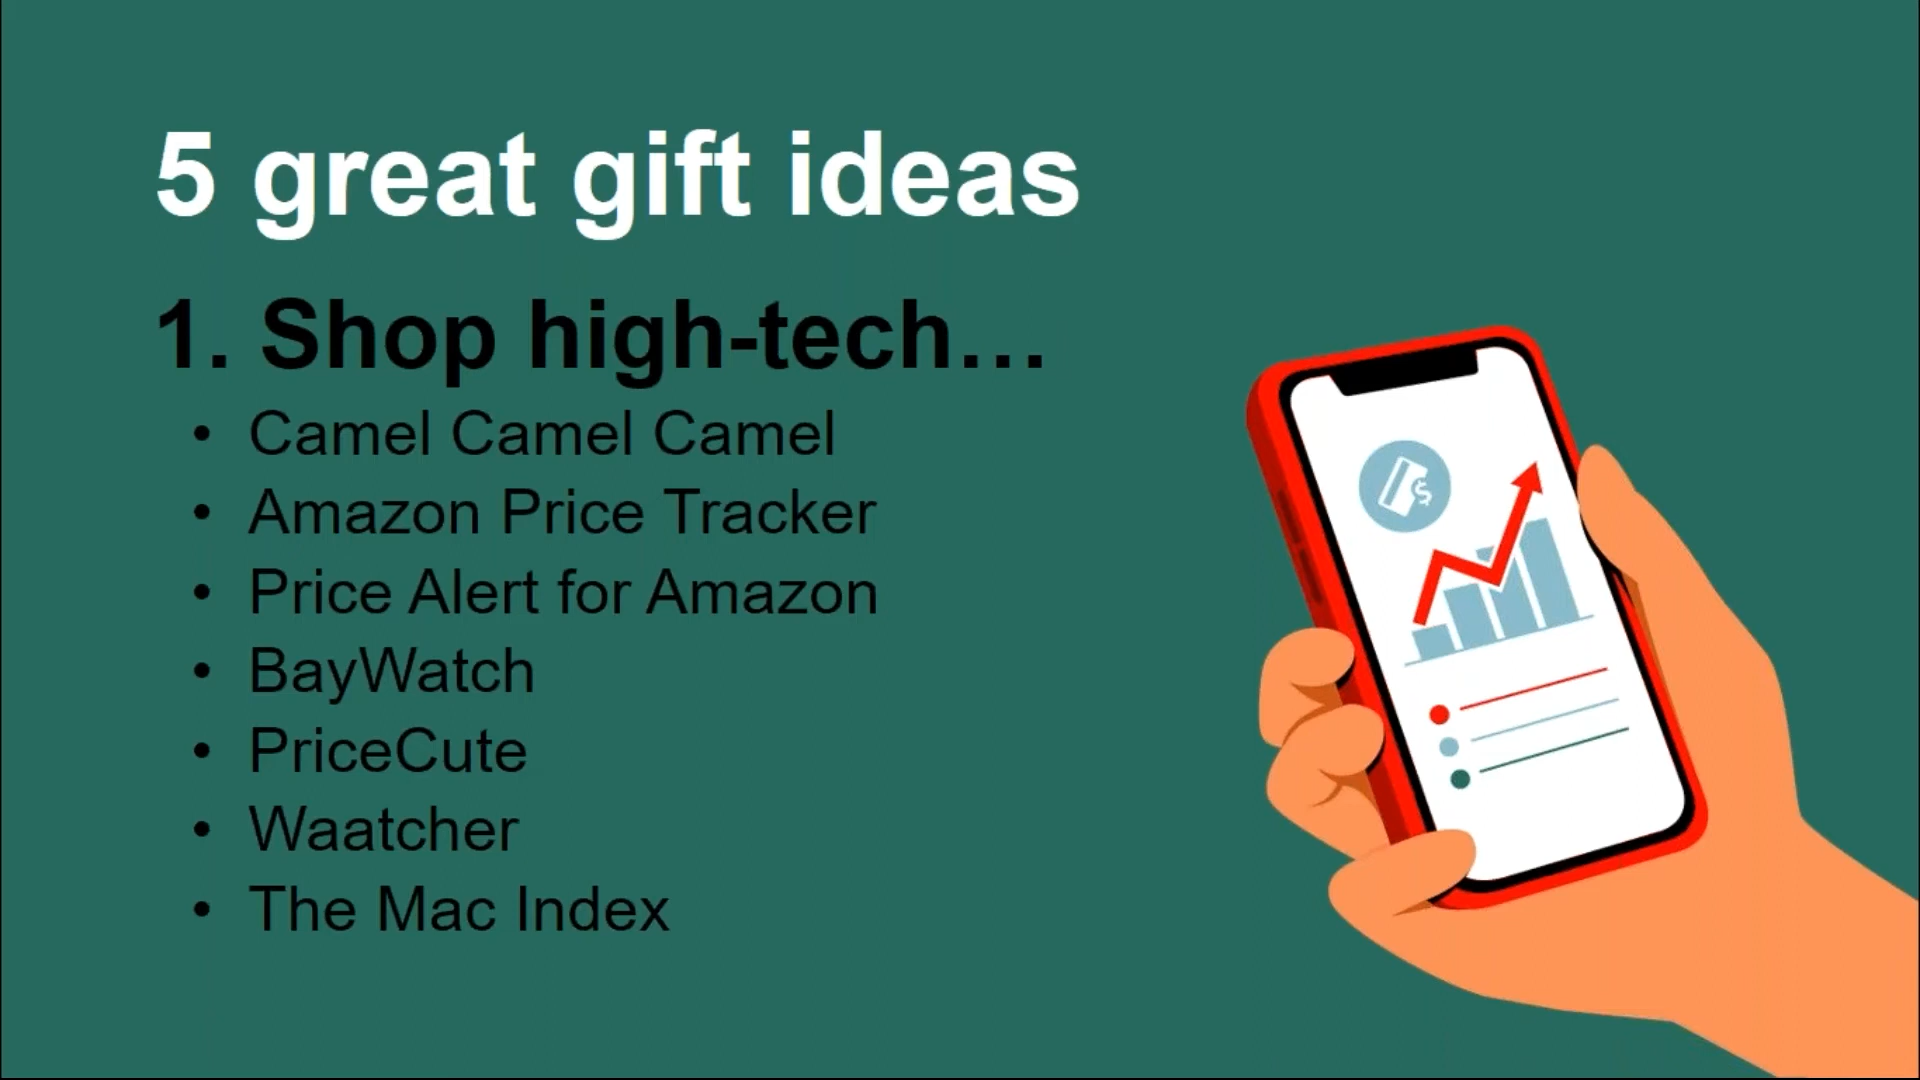 5 great gift ideas
1. Shop high-tech…
• Camel Camel Camel
• Amazon Price Tracker
• Price Alert for Amazon
• BayWatch
• PriceCute
• Waatcher
• The Mac Index
$